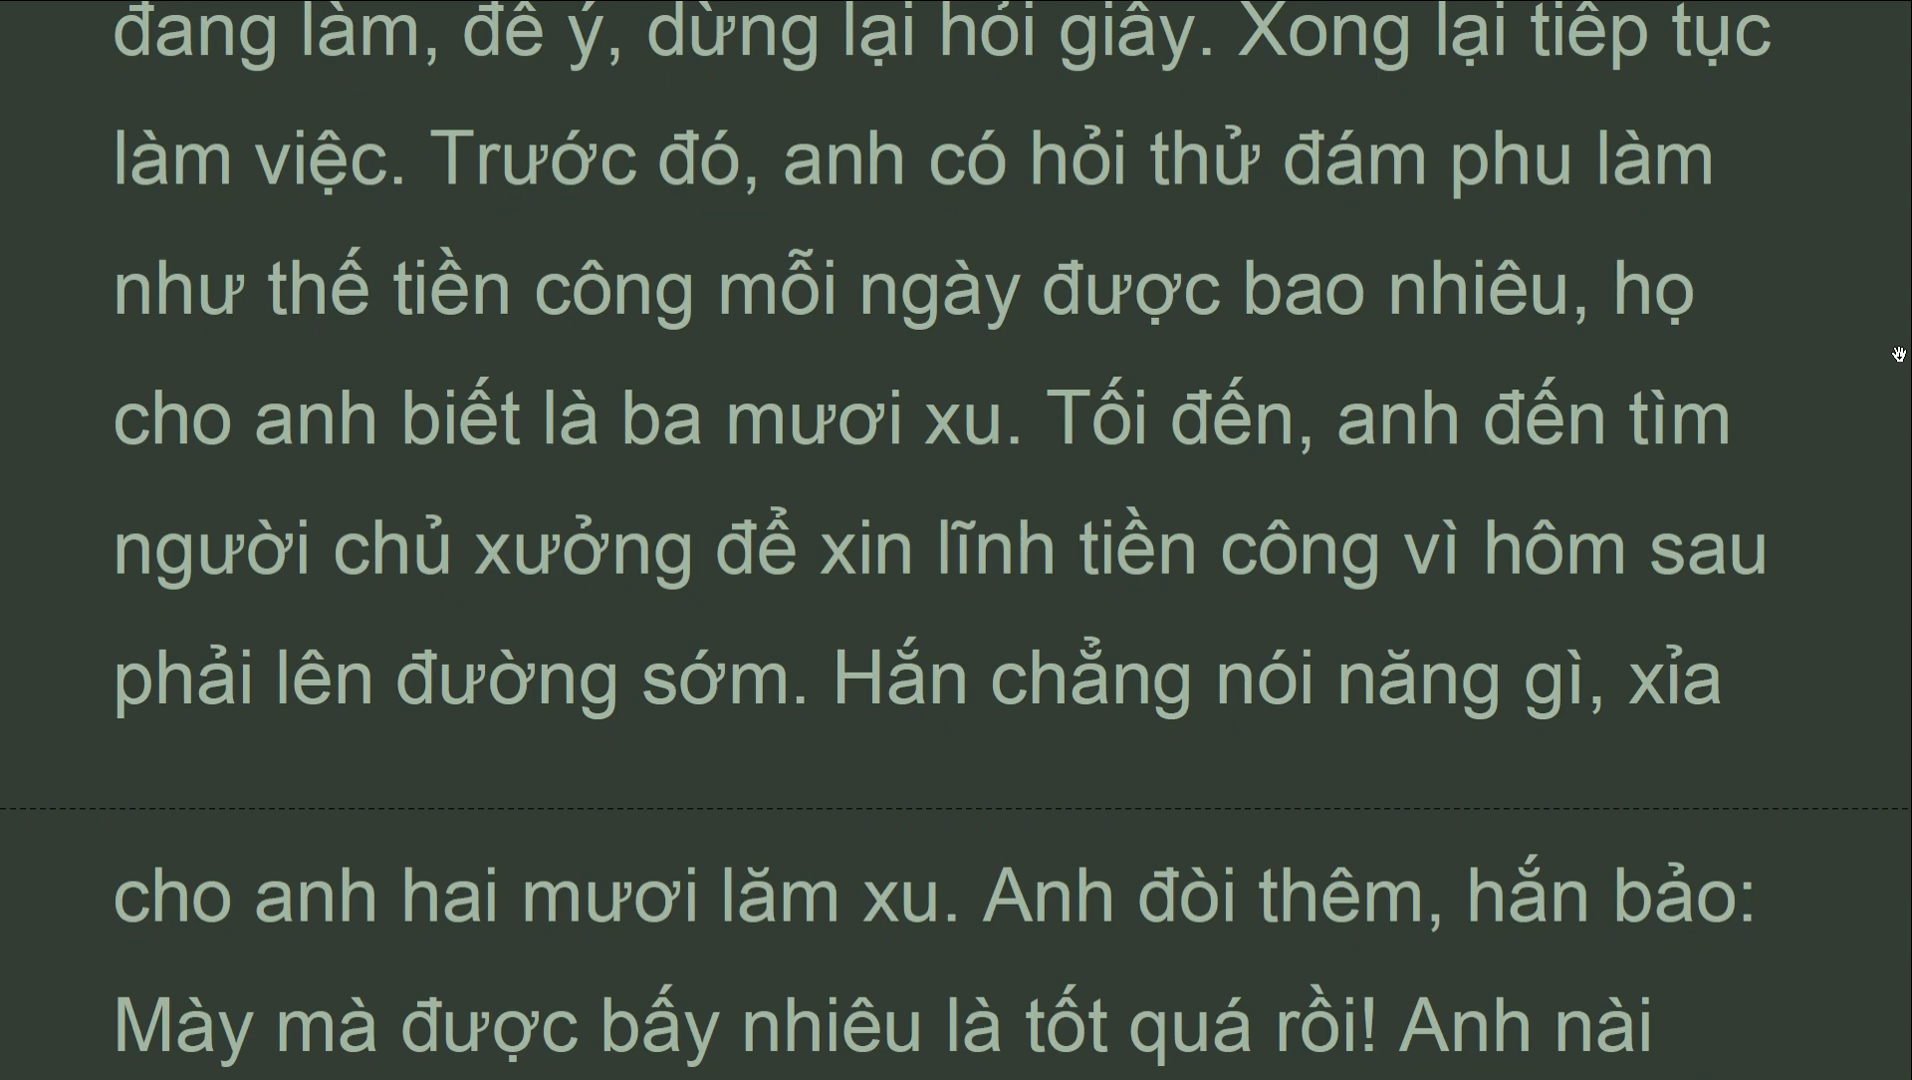 đang làm, để ý, dừng lại hỏi giấy. Xong lại tiếp tục
làm việc. Trước đó, anh có hỏi thử đám phu làm
như thế tiền công mỗi ngày được bao nhiêu, họ
cho anh biết là ba mươi xu. Tối đến, anh đến tìm
người chủ xưởng để xin lĩnh tiền công vì hôm sau
phải lên đường sớm. Hắn chẳng nói năng gì, xỉa
cho anh hai mươi lăm xu. Anh đòi thêm, hắn bảo:
Mày mà được bấy nhiêu là tốt quá rồi! Anh nài